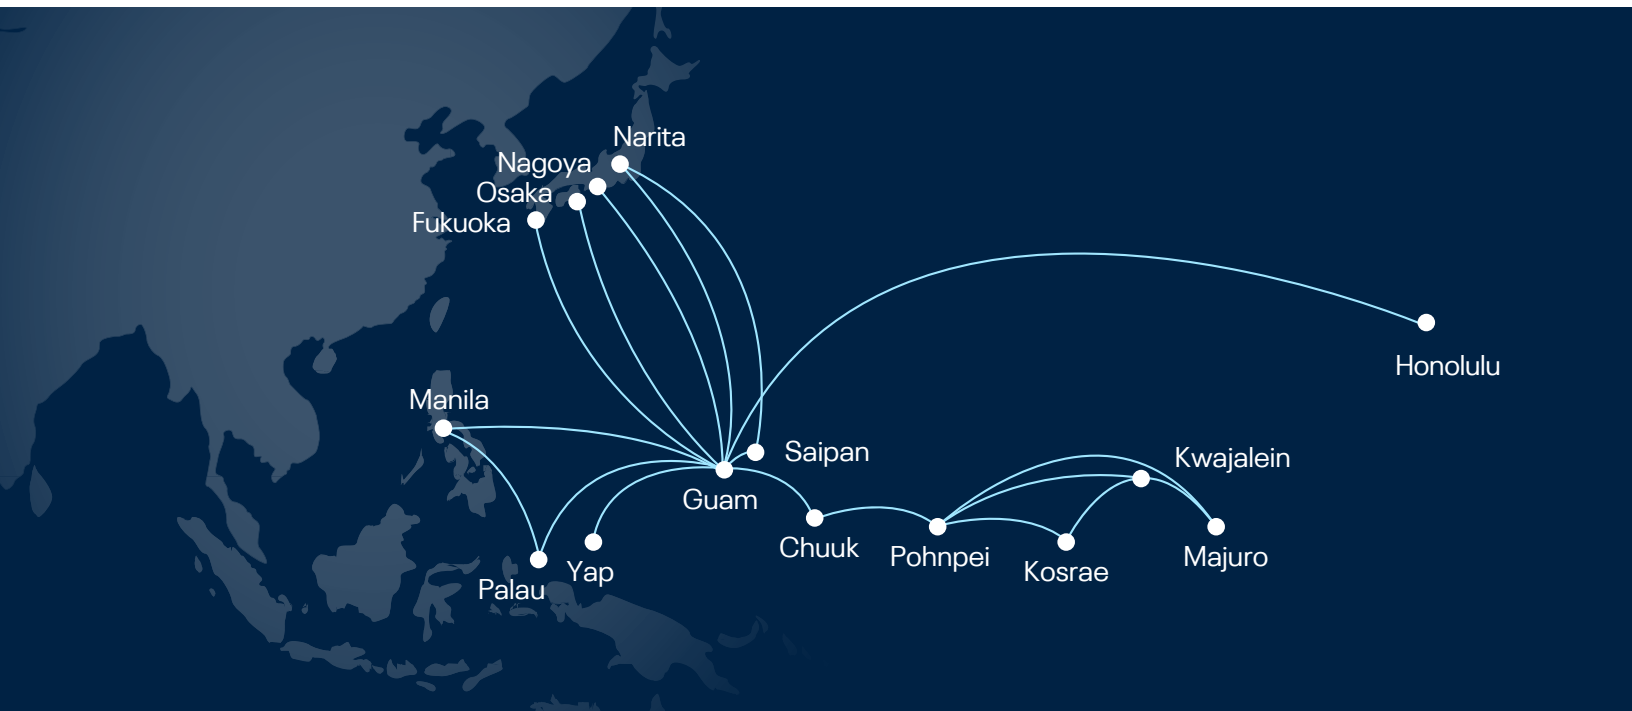 Narita
Nagoya
Osaka
Fukuoka
Honolulu
Manila
Saipan
Kwajalein
Guam
Chuuk
Pohnpei
Majuro
Kosrae
Yap
Palau